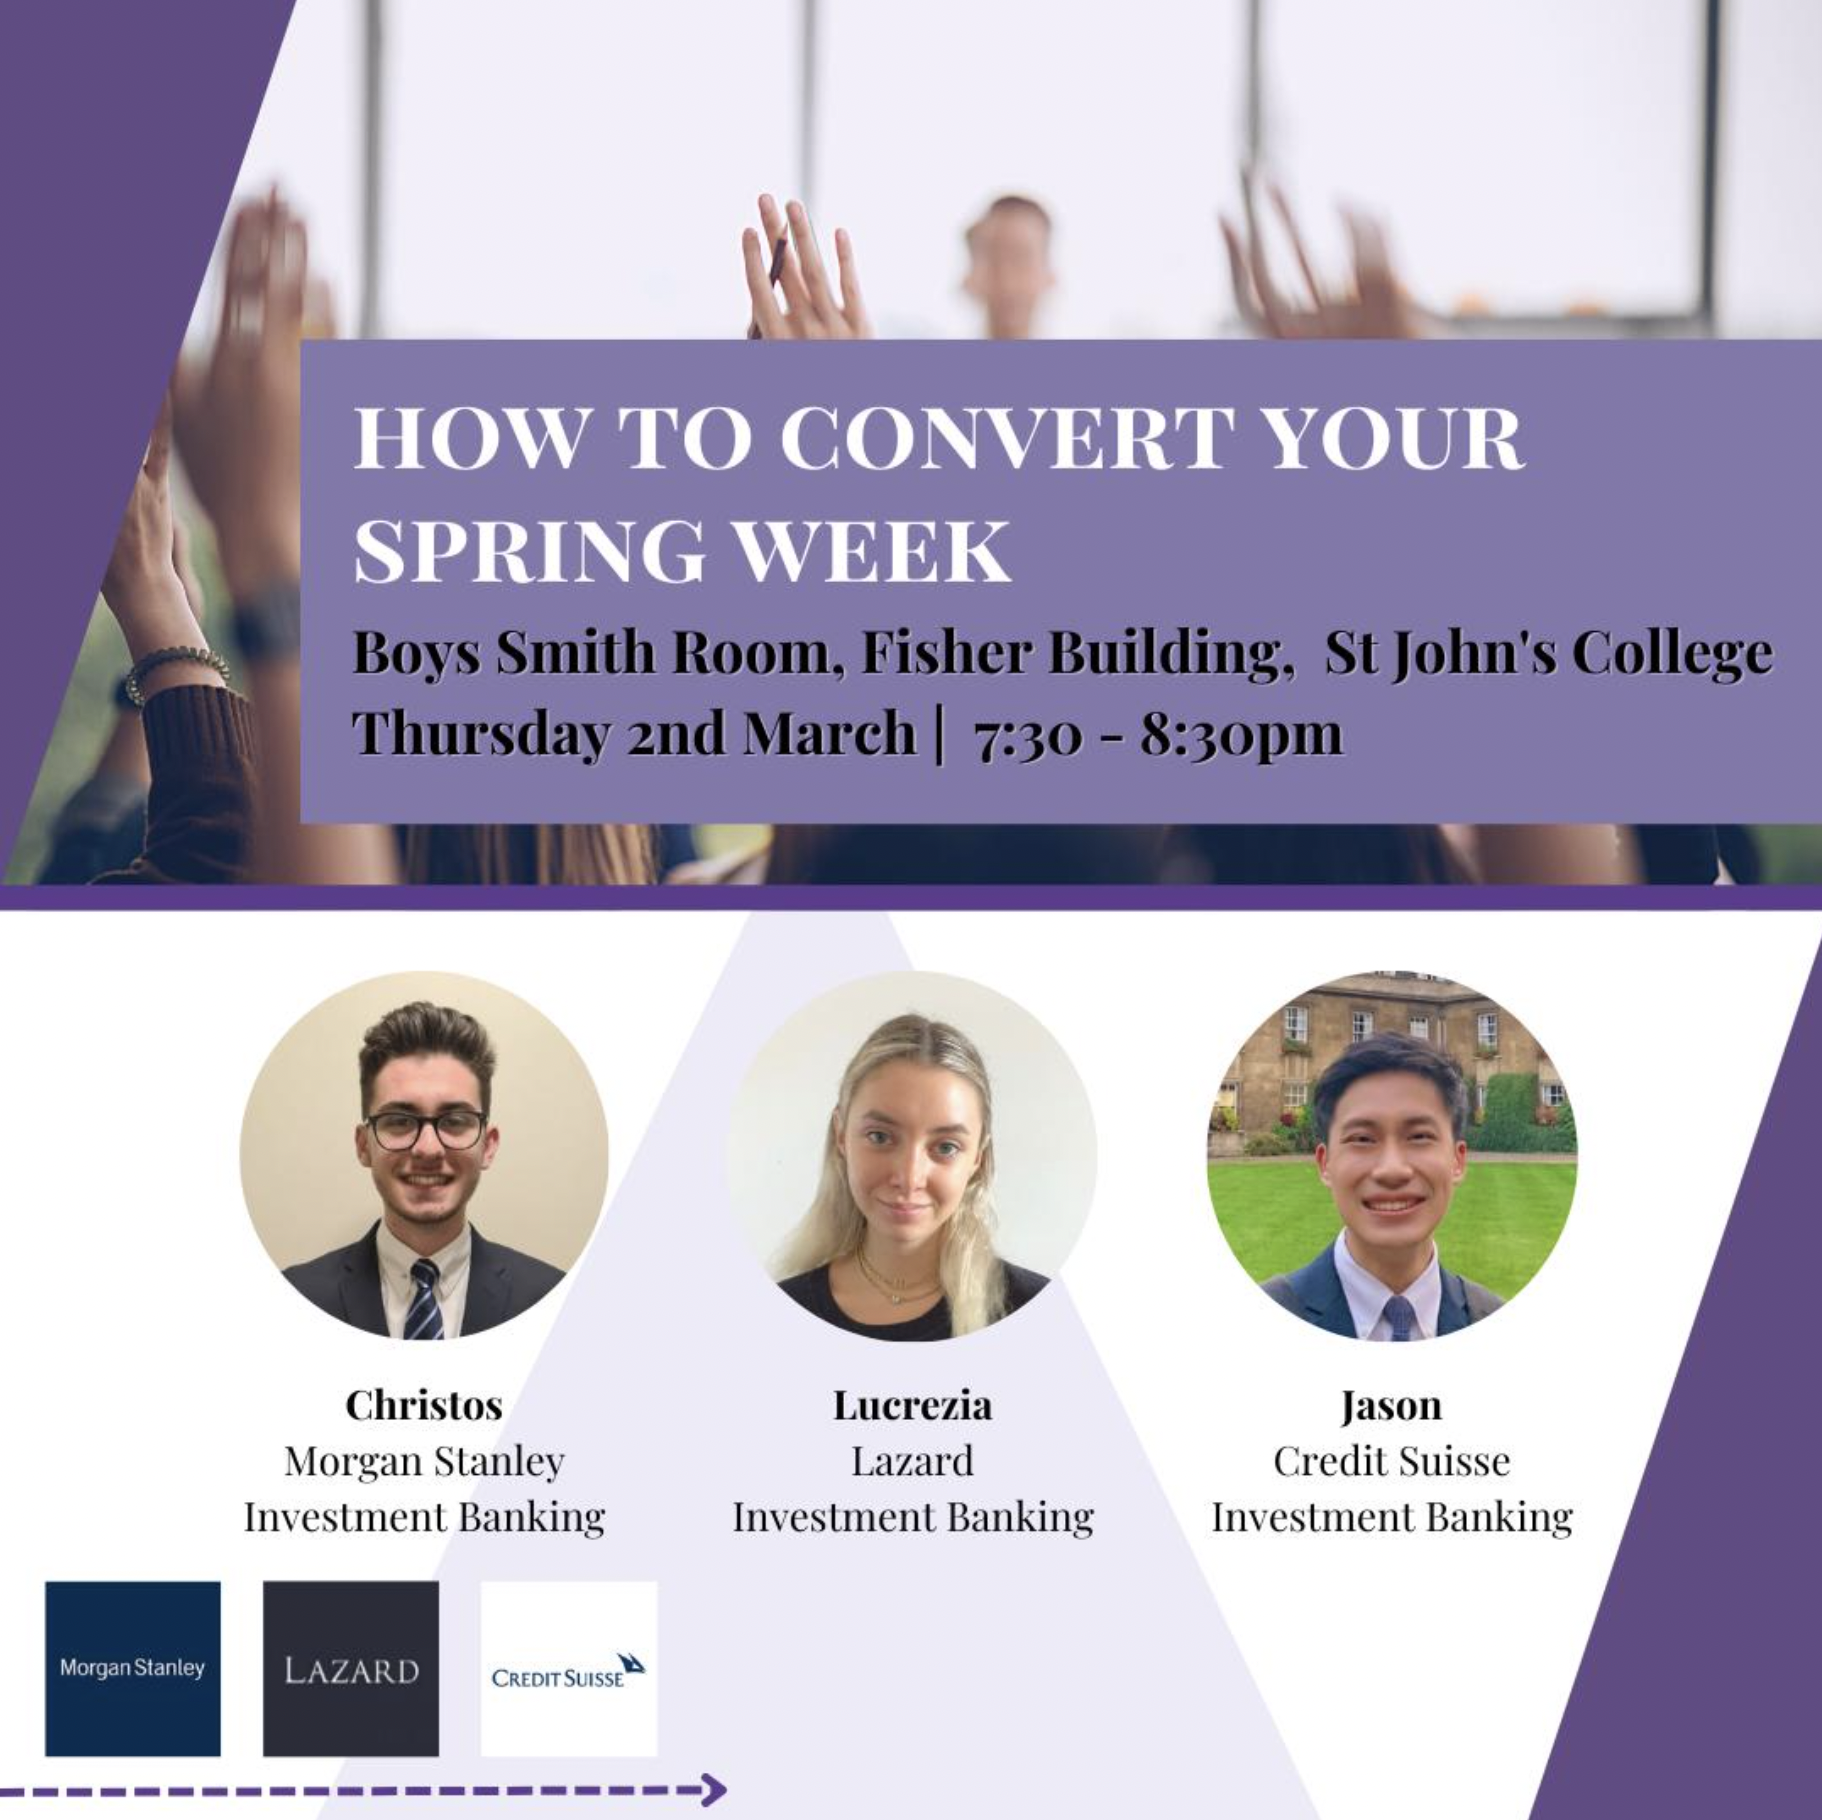 HOW TO CONVERT YOUR
SPRING WEEK
Boys Smith Room, Fisher Building, St John's College
Thursday 2nd March | 7:30 - 8:30pm
Christos
Morgan Stanley
Investment Banking
Lucrezia
Lazard
Investment Banking
Jason
Credit Suisse
Investment Banking
Morgan Stanley
LAZARD
CREDIT SUISSE